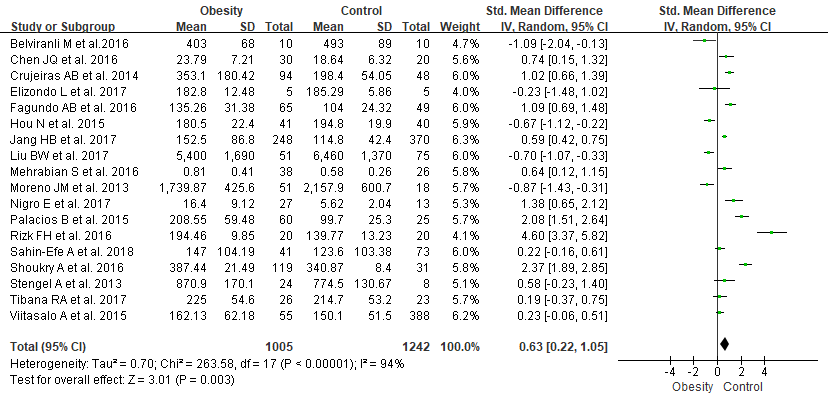 Obesity Control Std. Mean Difference Std. Mean Difference
Study or Subgroup Mean SD Total Mean SD Total Weight IV, Random, 95% CI IV, Random, 95% CI
Belviranli M et al.2016 403 68 10 493 89 10 4.7% -1.09 [-2.04, -0.13]
Chen JQ et al. 2016 23.79 7.21 30 18.64 6.32 20 5.5% 0.74 [0.15, 1.32]
Crujeiras AB et al. 2014 353.1 180.42 94 198.4 54.05 48 6.0% 1.02 [0.66, 1.39]
Elizondo L et al. 2017 182.8 12.48 5 185.29 5.86 5 4.0% -0.23 [-1.48, 1.02]
Fagundo AB et al. 2016 135.26 31.38 65 104 24.32 49 5.9% 1.09 [0.69, 1.48]
Hou N et al. 2015 180.5 22.4 41 194.8 19.9 40 5.8% -0.67 [-1.12, -0.22]
Jang HB et al. 2017 152.5 86.8 248 114.8 42.4 370 6.1% 0.59 [0.42, 0.75]
Liu BW et al. 2017 5,400 1,690 51 6,460 1,370 75 5.9% -0.70 [-1.07, -0.33]
Mehrabian S et al. 2016 0.81 0.41 38 0.58 0.26 26 5.7% 0.64 [0.12, 1.15]
Moreno JM et al. 2013 1,739.87 425.6 51 2,157.9 600.7 18 5.6% -0.87 [-1.43, -0.31]
Nigro E et al. 2017 16.4 9.12 27 5.62 2.04 13 5.2% 1.38 [0.65, 2.12]
Palacios B et al. 2015 208.55 59.48 60 99.7 25.3 25 5.6% 2.08 [1.51, 2.64]
Rizk FH et al. 2016 194.46 9.85 20 139.77 13.23 20 4.0% 4.60 [3.37, 5.82]
Sahin-Efe A et al. 2018 147 104.19 41 123.6 103.38 73 5.9% 0.22 [-0.16, 0.61]
Shoukry A et al. 2016 387.44 21.49 119 340.87 8.4 31 5.8% 2.37 [1.89, 2.85]
Stengel A et al. 2013 870.9 170.1 24 774.5 130.67 8 5.0% 0.58 [-0.23, 1.40]
Tibana RA et al. 2017 225 54.6 26 214.7 53.2 23 5.6% 0.19 [-0.37, 0.75]
Viitasalo A et al. 2015 162.13 62.18 55 150.1 51.5 388 6.0% 0.23 [-0.06, 0.51]
Total (95% CI) 1005 1242 100.0% 0.63 [0.22, 1.05]
Heterogeneity: Tau² = 0.70; Chi² = 263.58, df = 17 (P < 0.00001); I² = 94%
Test for overall effect: Z = 3.01 (P = 0.003)
-4 -2 0 2 4
Obesity Control